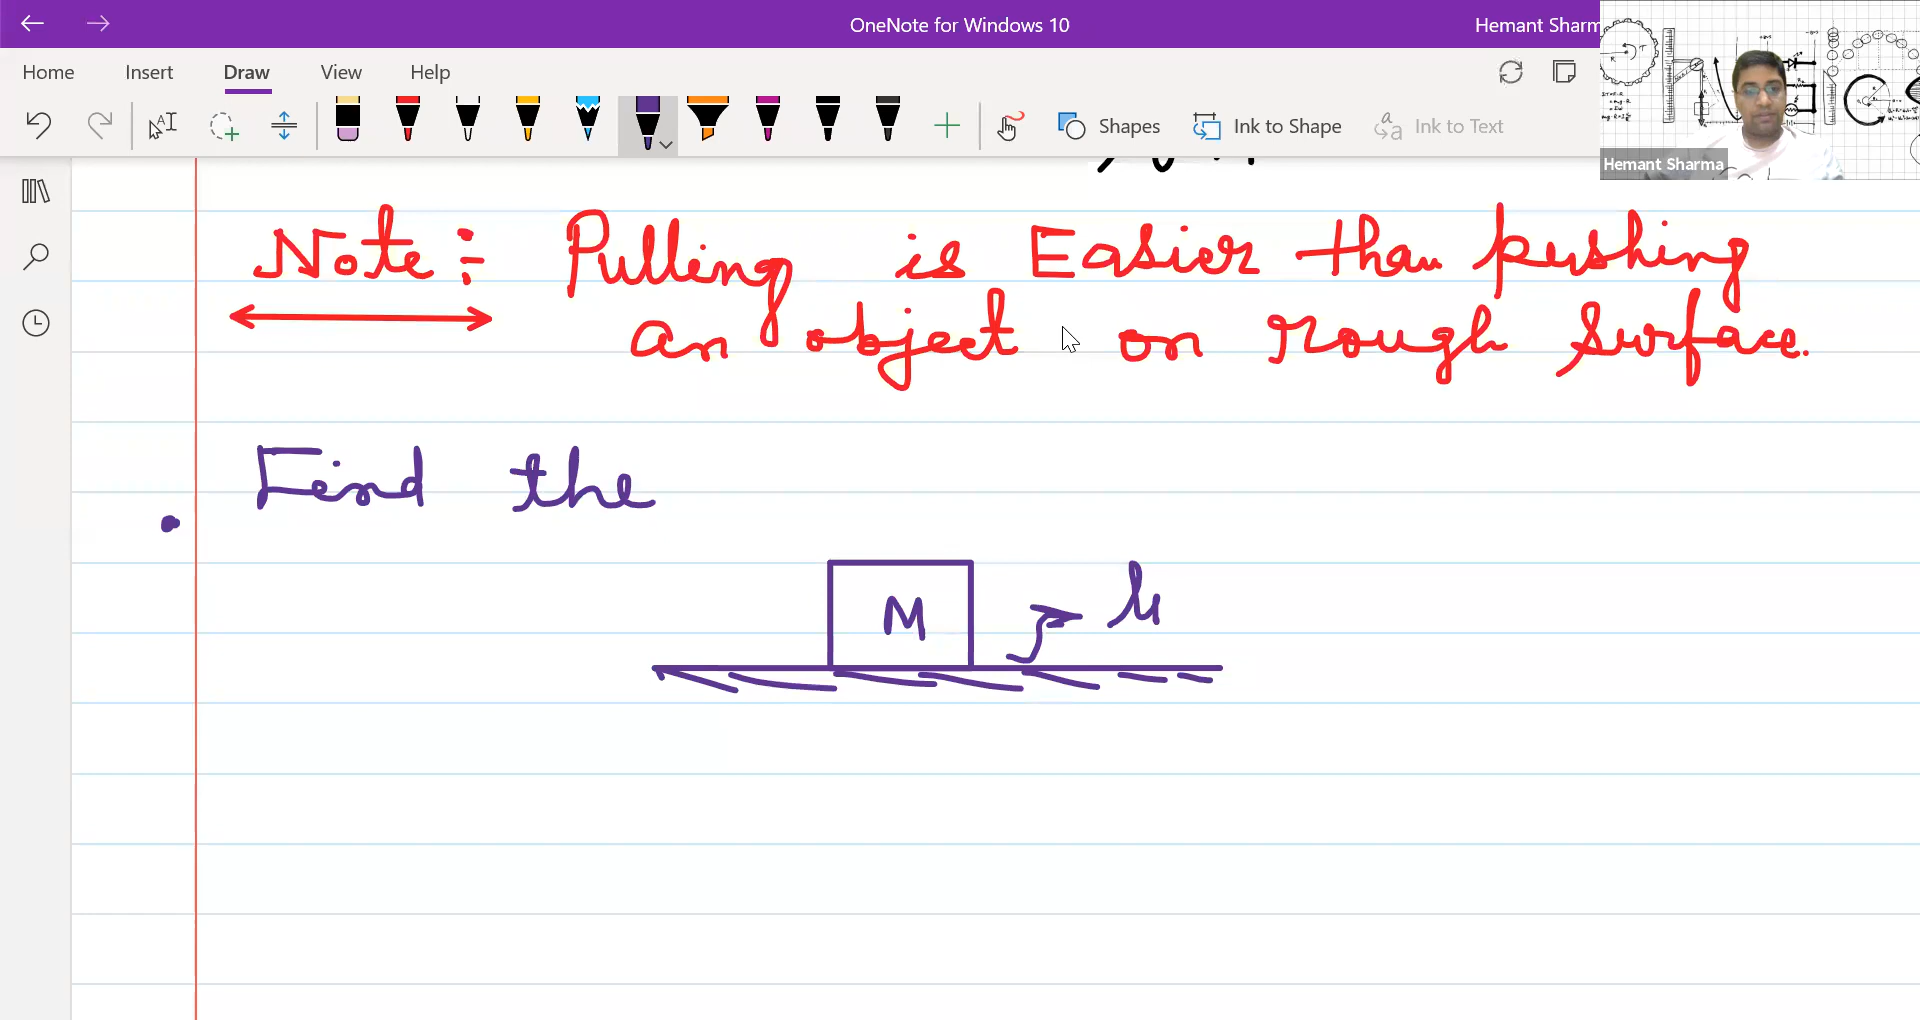 OneNote for Windows 10
Hemant Sharm
Home Insert Draw View Help
Shapes Ink to Shape Ink to Text
Hemant Sharma
Note: Pulling is Easier than pushing
an object on rough surface.
Find the
M μ